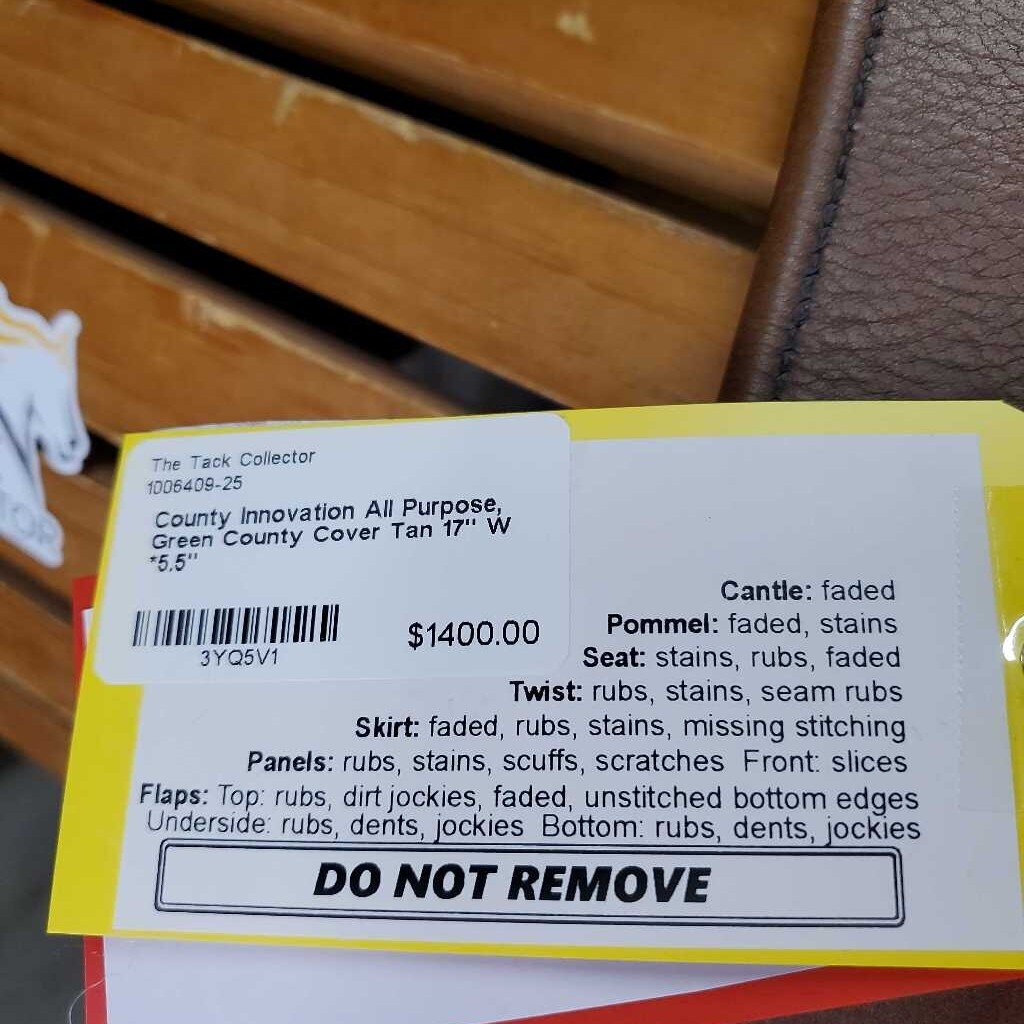 The Tack Collector
1006409-25
County Innovation All Purpose,
Green County Cover Tan 17" W
*5.5"
$1400.00
3YQ5V1
Cantle: faded
Pommel: faded, stains
Seat: stains, rubs, faded
Twist: rubs, stains, seam rubs
Skirt: faded, rubs, stains, missing stitching
Panels: rubs, stains, scuffs, scratches Front: slices
Flaps: Top: rubs, dirt jockies, faded, unstitched bottom edges
Underside: rubs, dents, jockies Bottom: rubs, dents, jockies
DO NOT REMOVE